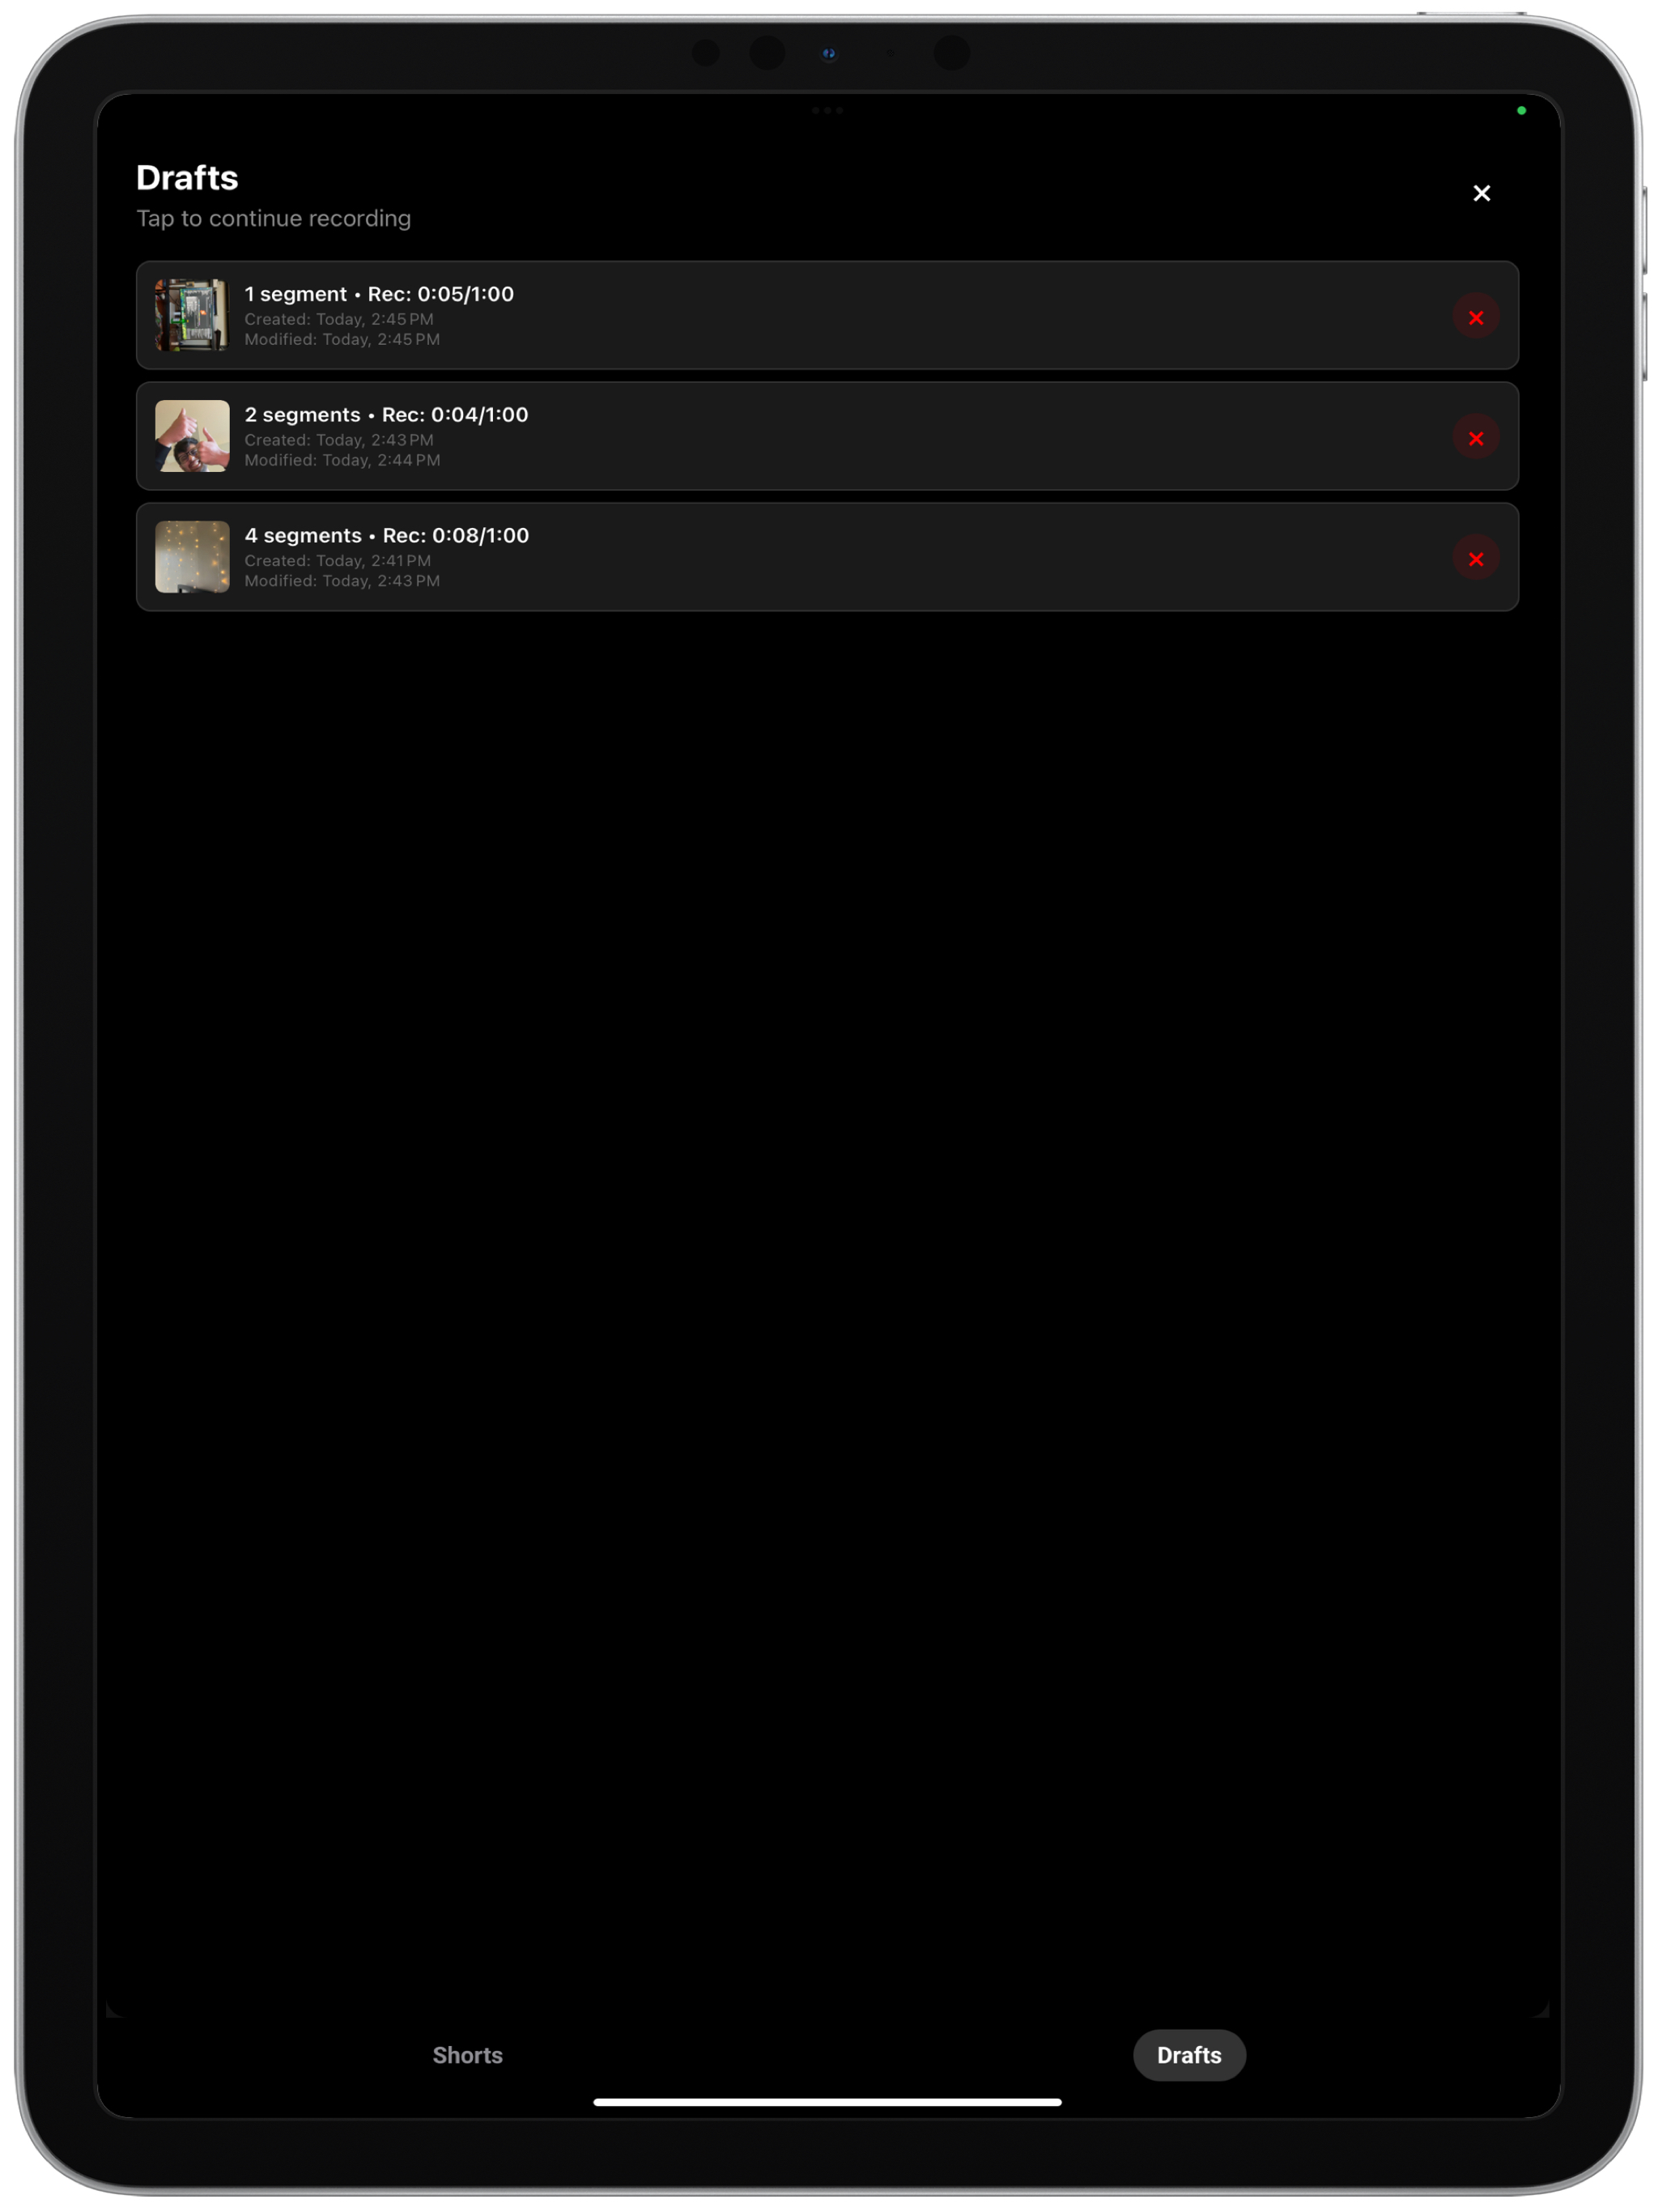 Drafts
Tap to continue recording
1 segment • Rec: 0:05/1:00
Created: Today, 2:45 PM
Modified: Today, 2:45 PM
2 segments • Rec: 0:04/1:00
Created: Today, 2:43 PM
Modified: Today, 2:44 PM
4 segments • Rec: 0:08/1:00
Created: Today, 2:41 PM
Modified: Today, 2:43 PM
Shorts
Drafts